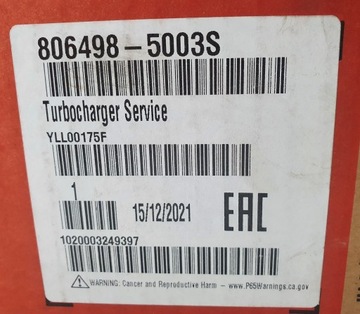 806498-5003S
Turbocharger Service
YLL00175F
1
15/12/2021
EAC
1020003249397
WARNING: Cancer and Reproductive Harm - www.P65Warnings.ca.gov